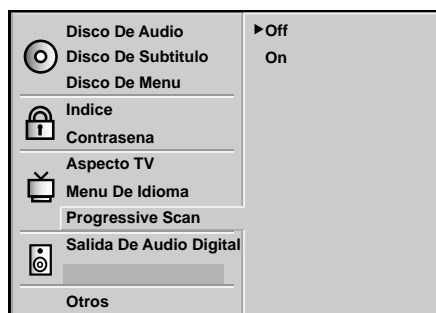 Disco De Audio
Disco De Subtitulo
Disco De Menu
Indice
Contrasena
Aspecto TV
Menu De Idioma
Progressive Scan
Salida De Audio Digital
Otros
Off
On